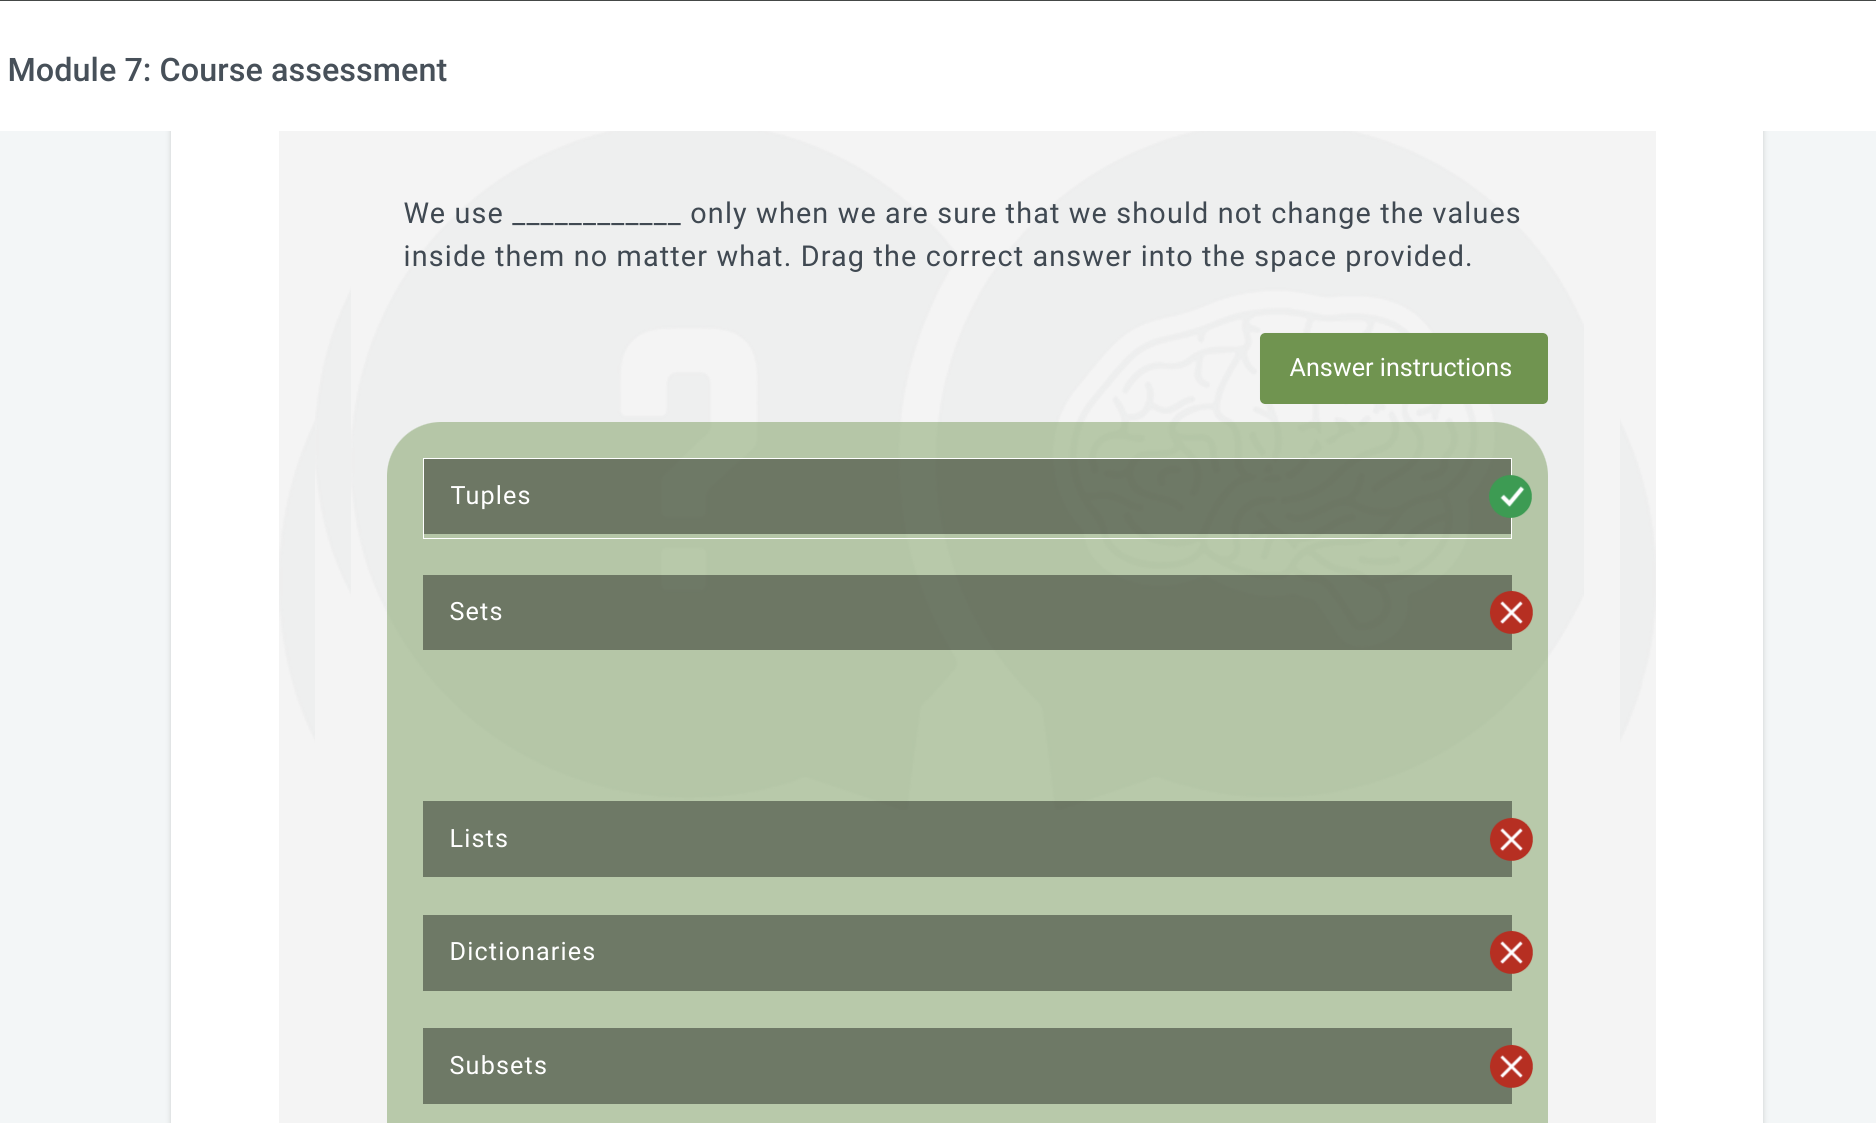 Module 7: Course assessment
We use ____________ only when we are sure that we should not change the values
inside them no matter what. Drag the correct answer into the space provided.
Answer instructions
Tuples
Sets
Lists
Dictionaries
Subsets